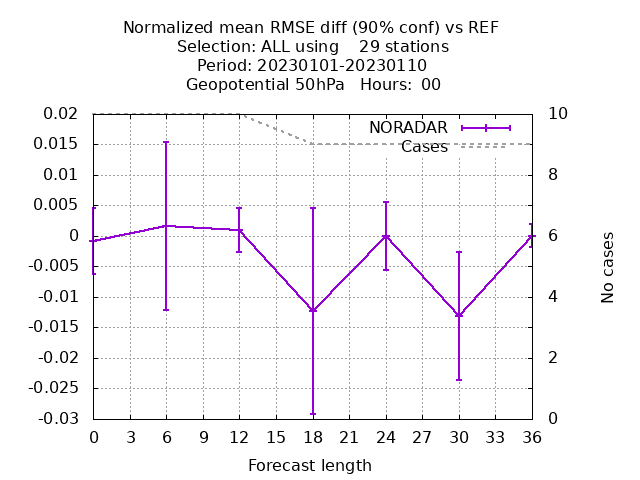 Normalized mean RMSE diff (90% conf) vs REF
Selection: ALL using    29 stations
Period: 20230101-20230110
Geopotential 50hPa   Hours:  00
0.02
0.015
0.01
0.005
0
-0.005
-0.01
-0.015
-0.02
-0.025
-0.03
10
8
6
4
2
0
NORADAR
Cases
No cases
0 3 6 9 12 15 18 21 24 27 30 33 36
Forecast length